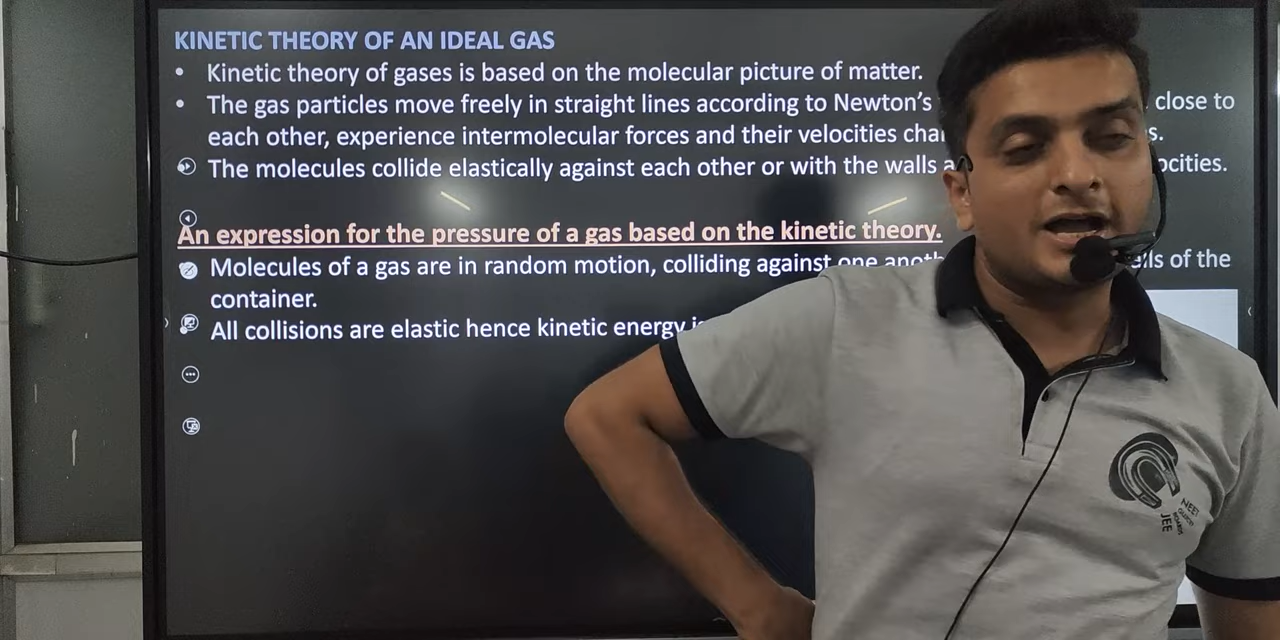 KINETIC THEORY OF AN IDEAL GAS
• Kinetic theory of gases is based on the molecular picture of matter.
• The gas particles move freely in straight lines according to Newton's close to
each other, experience intermolecular forces and their velocities
The molecules collide elastically against each other or with the walls
An expression for the pressure of a gas based on the kinetic theory.
Molecules of a gas are in random motion, colliding against one of the
container.
All collisions are elastic hence kinetic energy
NEET
JEE